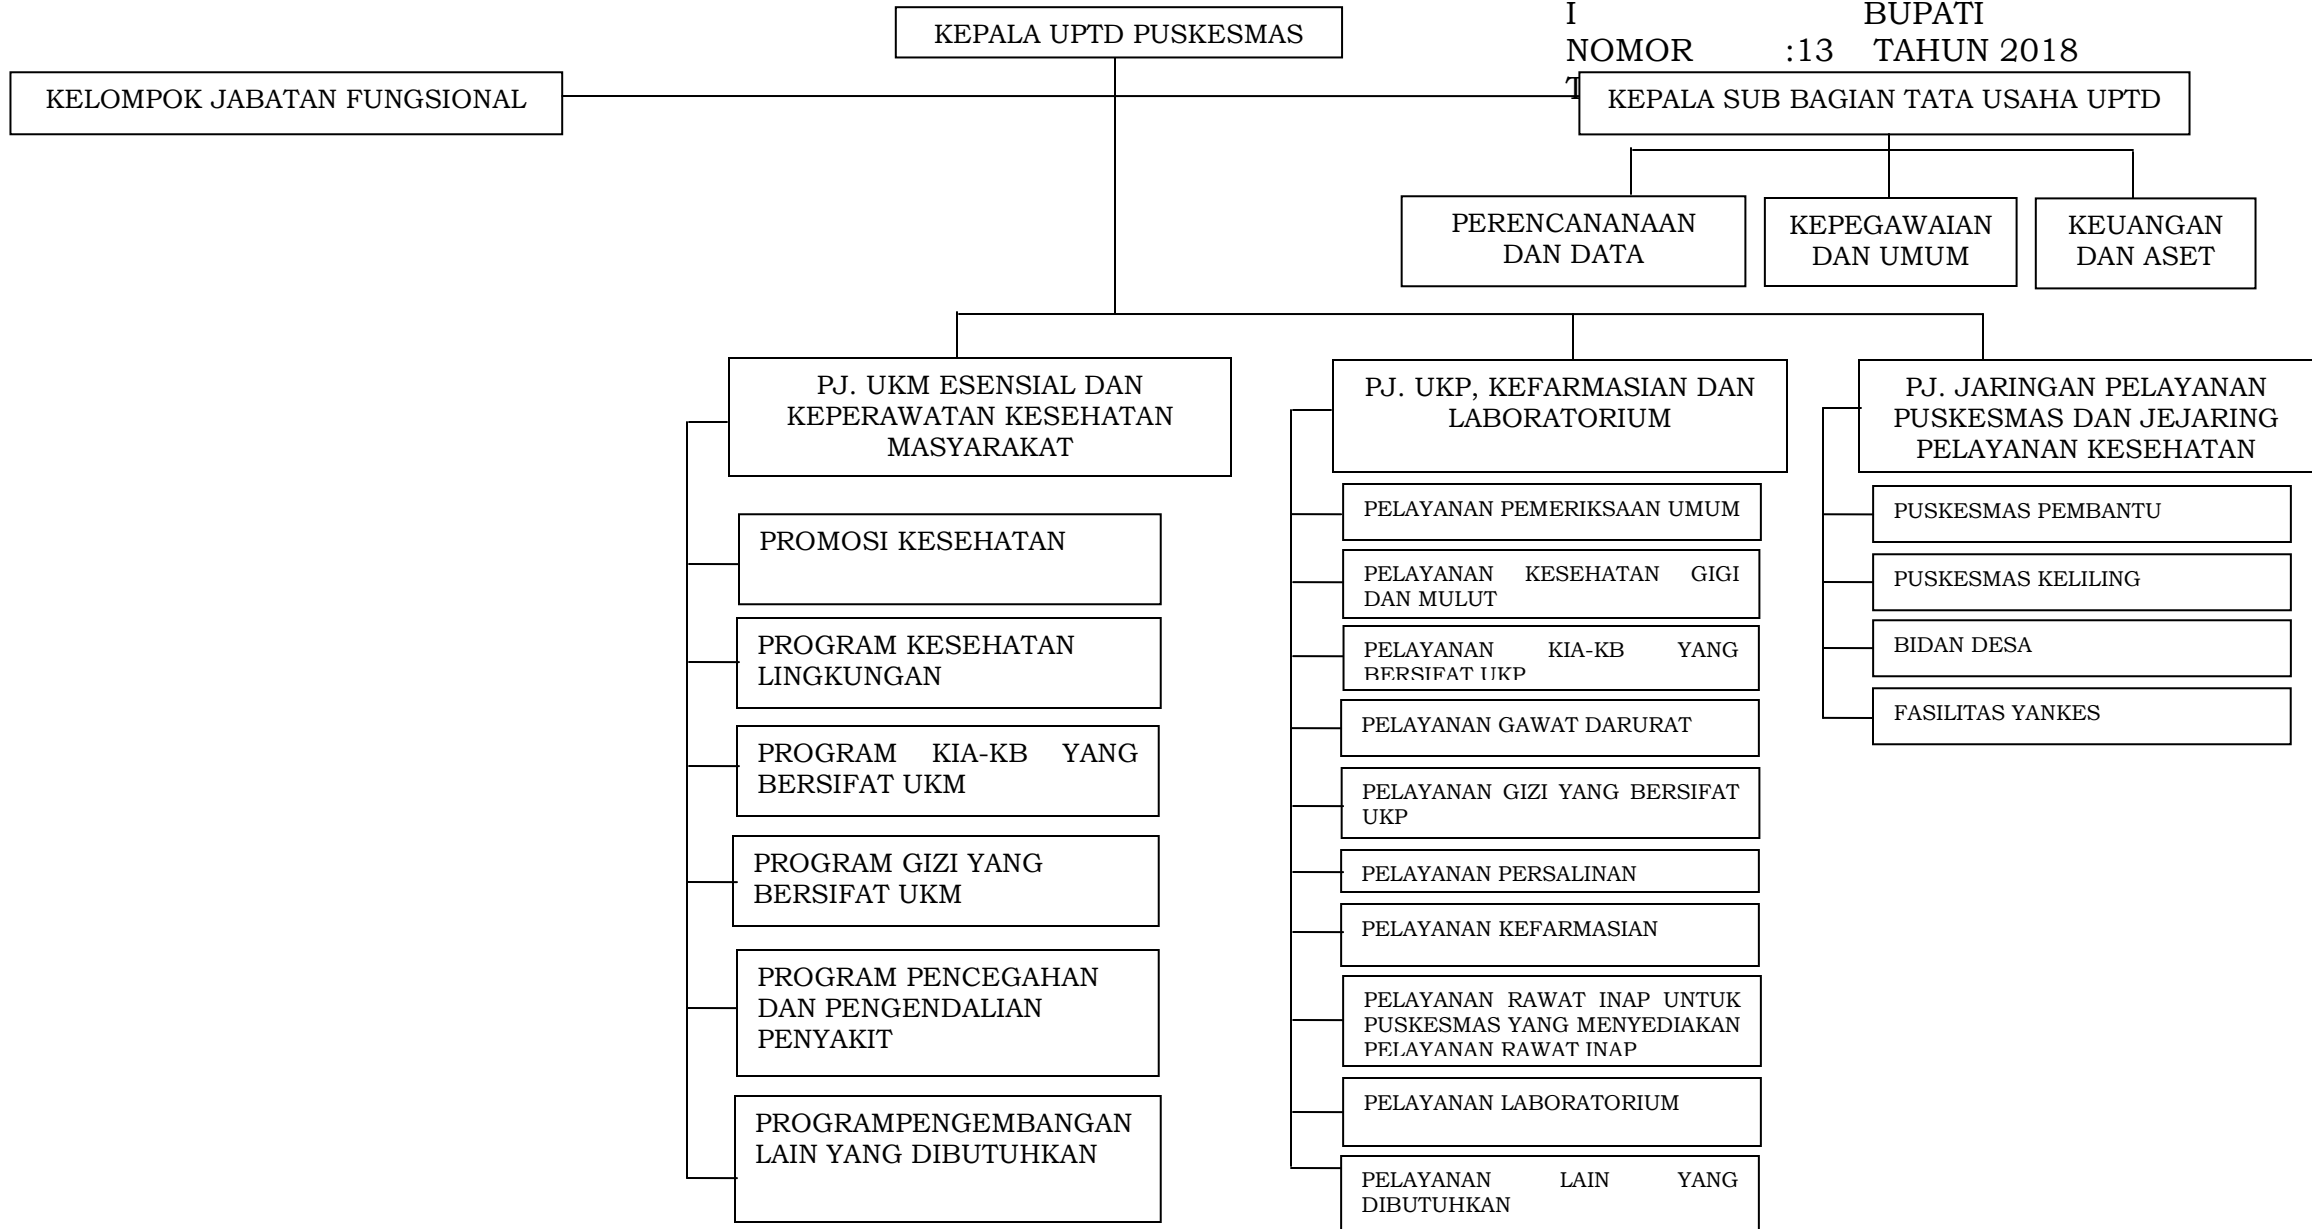 I BUPATI
KEPALA UPTD PUSKESMAS
NOMOR :13 TAHUN 2018
KELOMPOK JABATAN FUNGSIONAL
KEPALA SUB BAGIAN TATA USAHA UPTD
PERENCANANAAN
DAN DATA
KEPEGAWAIAN
DAN UMUM
KEUANGAN
DAN ASET
PJ. UKM ESENSIAL DAN
KEPERAWATAN KESEHATAN
MASYARAKAT
PROMOSI KESEHATAN
PROGRAM KESEHATAN
LINGKUNGAN
PROGRAM KIA-KB YANG
BERSIFAT UKM
PROGRAM GIZI YANG
BERSIFAT UKM
PROGRAM PENCEGAHAN
DAN PENGENDALIAN
PENYAKIT
PROGRAMPENGEMBANGAN
LAIN YANG DIBUTUHKAN
PJ. UKP, KEFARMASIAN DAN
LABORATORIUM
PELAYANAN PEMERIKSAAN UMUM
PELAYANAN KESEHATAN GIGI
DAN MULUT
PELAYANAN KIA-KB YANG
BERSIFAT UKP
PELAYANAN GAWAT DARURAT
PELAYANAN GIZI YANG BERSIFAT
UKP
PELAYANAN PERSALINAN
PELAYANAN KEFARMASIAN
PELAYANAN RAWAT INAP UNTUK
PUSKESMAS YANG MENYEDIAKAN
PELAYANAN RAWAT INAP
PELAYANAN LABORATORIUM
PELAYANAN LAIN YANG
DIBUTUHKAN
PJ. JARINGAN PELAYANAN
PUSKESMAS DAN JEJARING
PELAYANAN KESEHATAN
PUSKESMAS PEMBANTU
PUSKESMAS KELILING
BIDAN DESA
FASILITAS YANKES